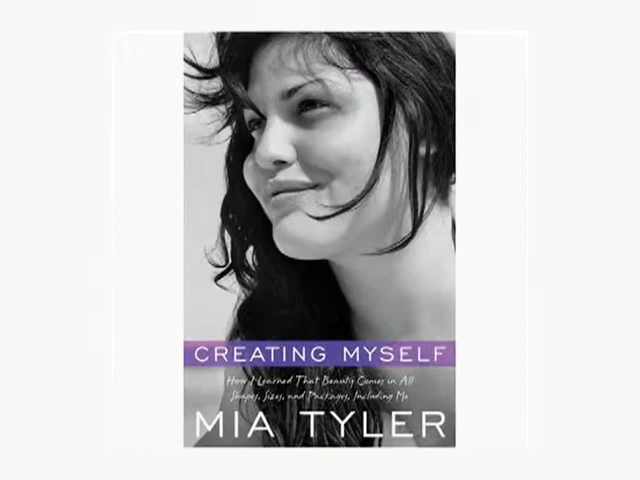 CREATING MYSELF
How I Learned That Beauty Comes in All
Shapes, Sizes, and Packages, Including Me
MIA TYLER